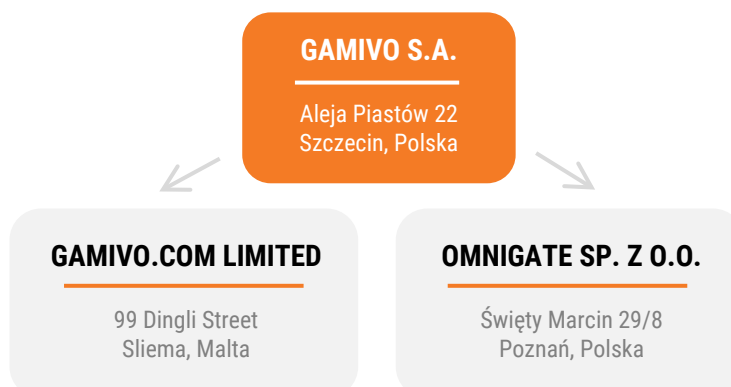 GAMIVO S.A.
Aleja Piastów 22
Szczecin, Polska
GAMIVO.COM LIMITED
99 Dingli Street
Sliema, Malta
OMNIGATE SP. Z O.O.
Święty Marcin 29/8
Poznań, Polska